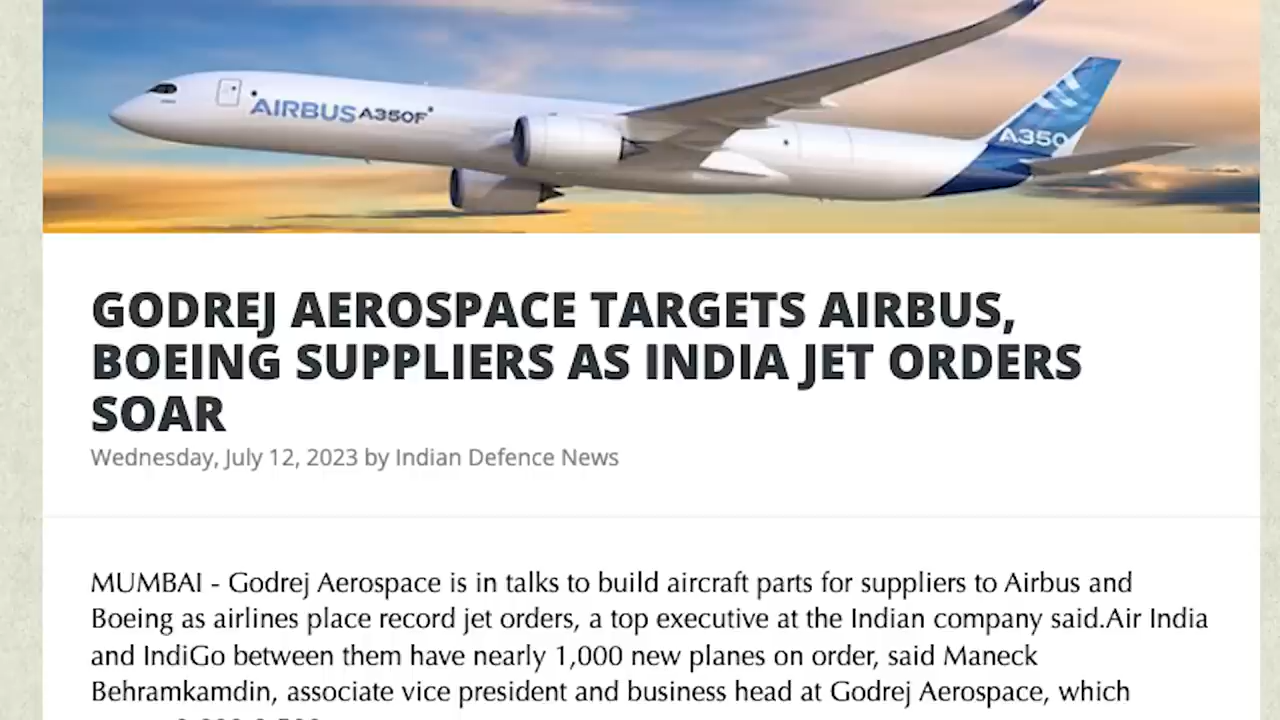 AIRBUS A350F
A350
GODREJ AEROSPACE TARGETS AIRBUS,
BOEING SUPPLIERS AS INDIA JET ORDERS
SOAR
Wednesday, July 12, 2023 by Indian Defence News
MUMBAI - Godrej Aerospace is in talks to build aircraft parts for suppliers to Airbus and
Boeing as airlines place record jet orders, a top executive at the Indian company said.Air India
and IndiGo between them have nearly 1,000 new planes on order, said Maneck
Behramkamdin, associate vice president and business head at Godrej Aerospace, which